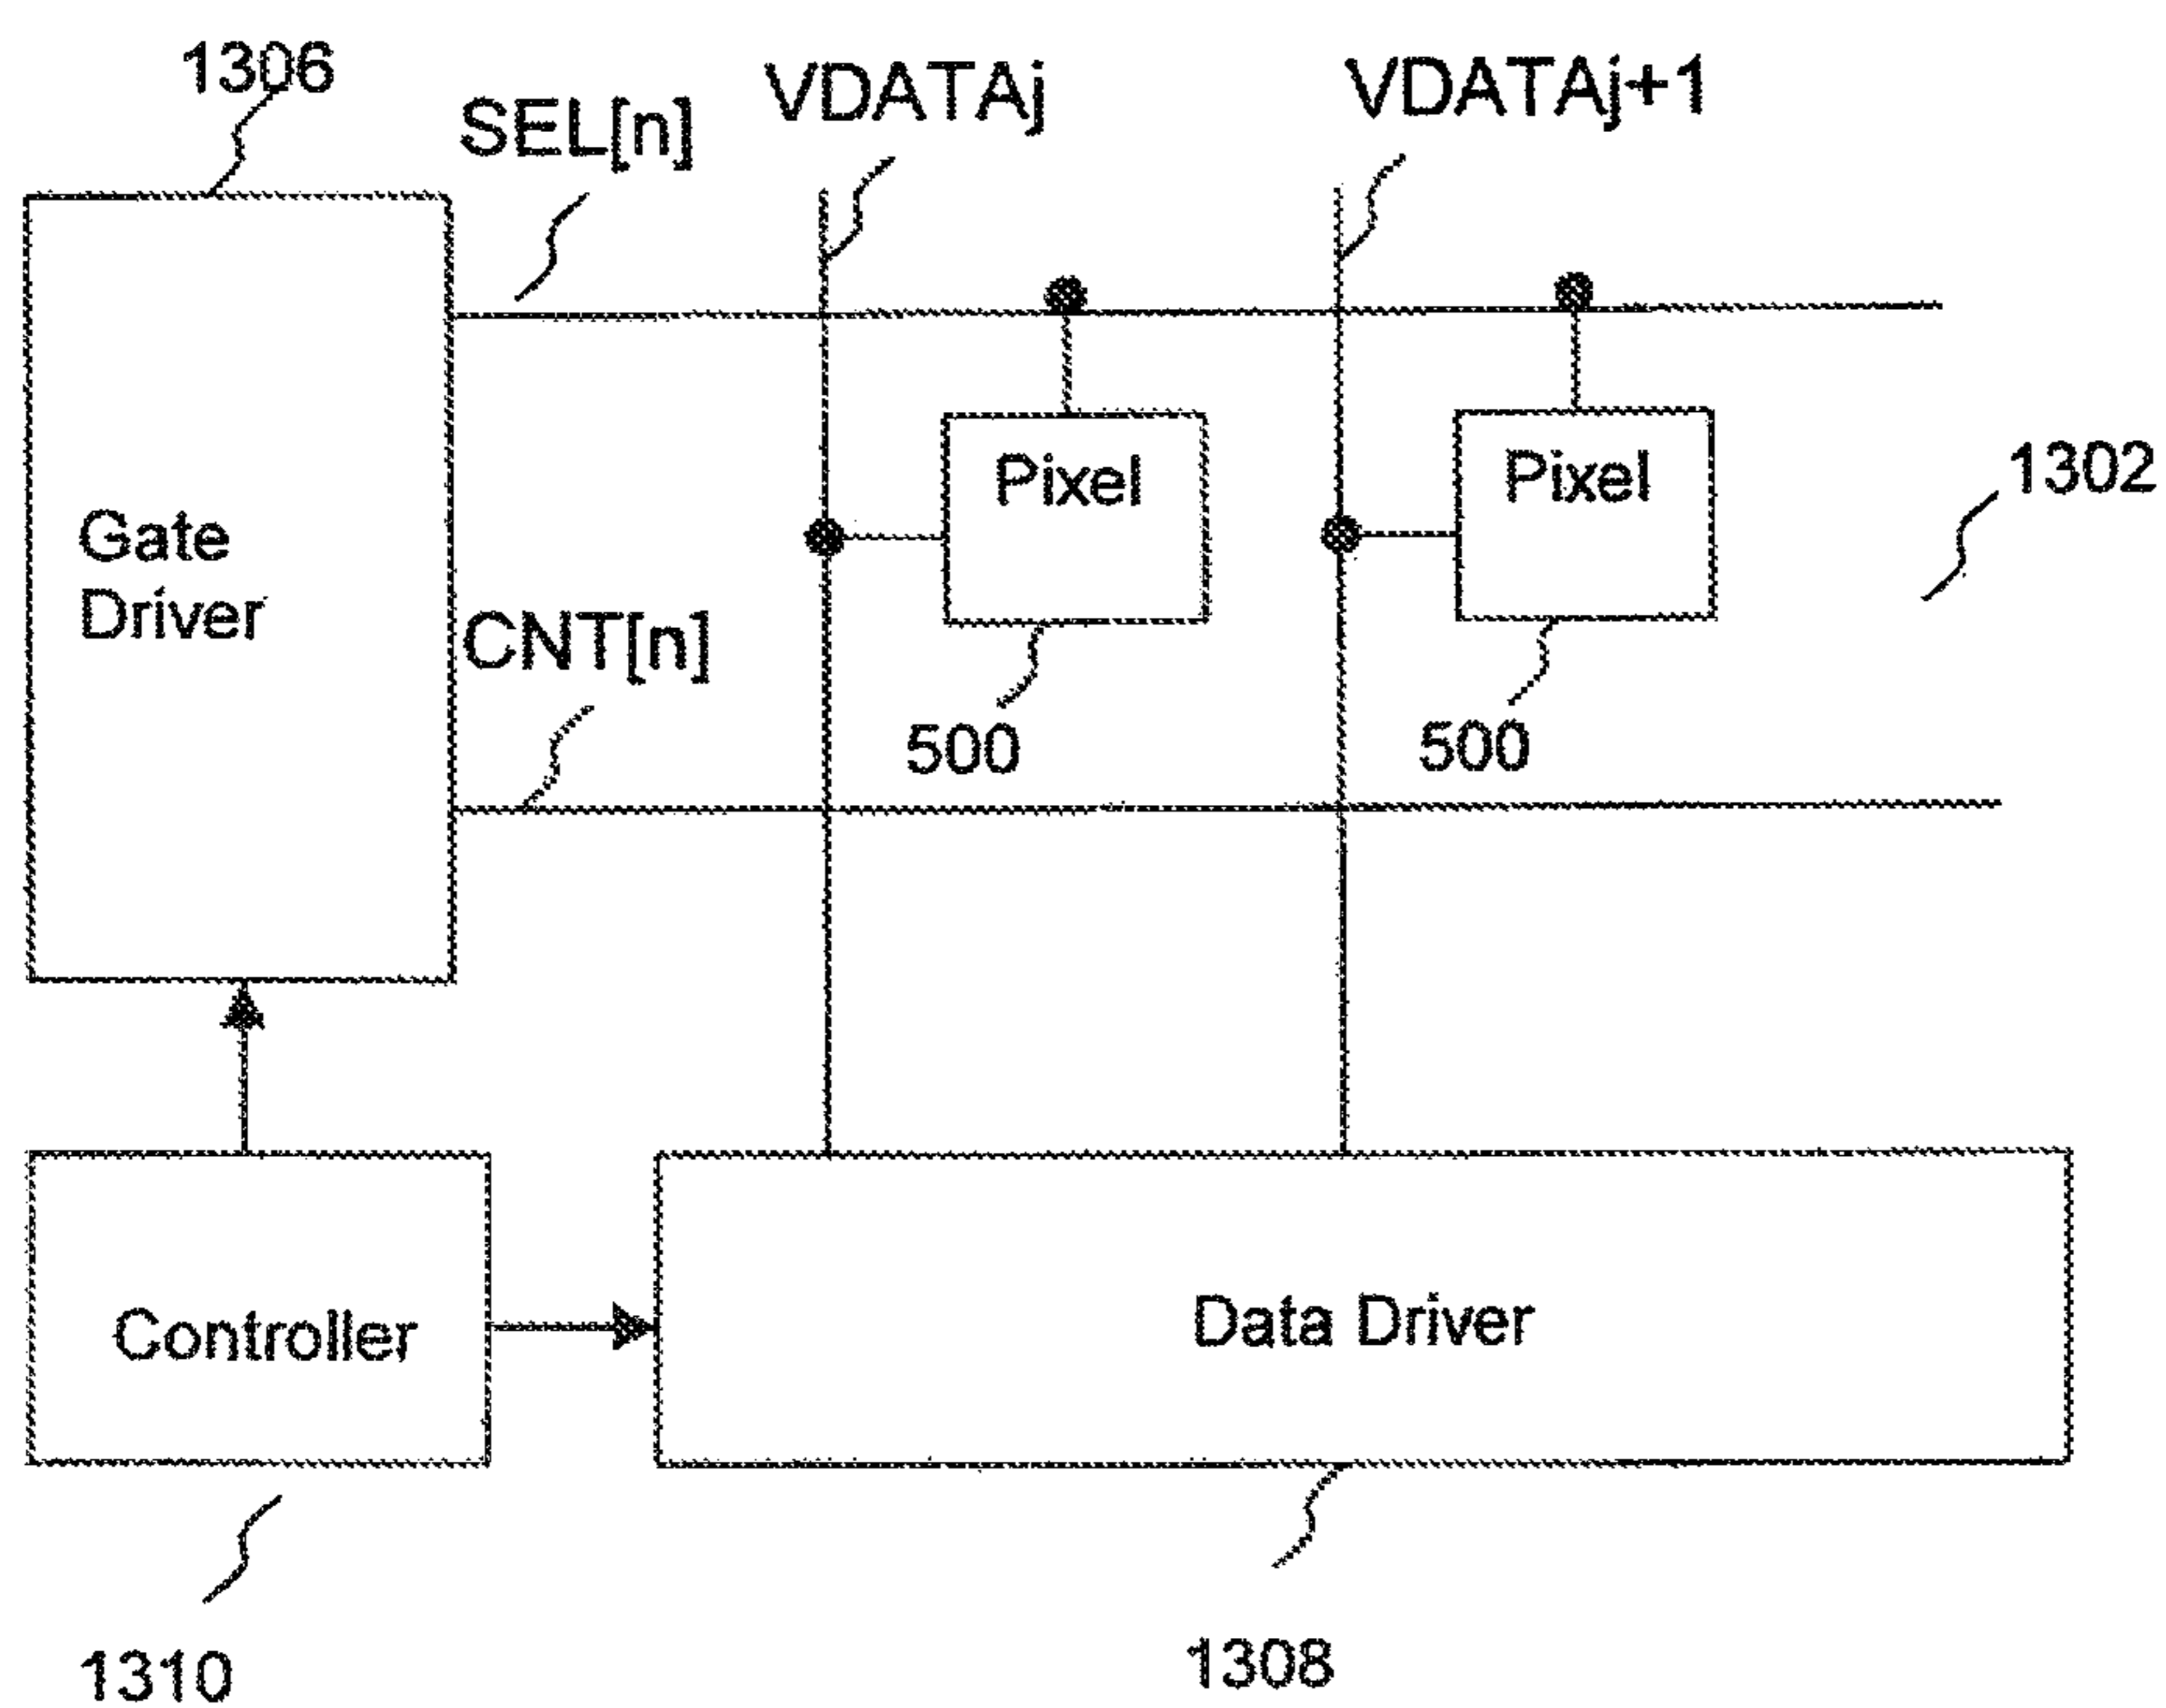 1306
SEL[n]
VDATAj
VDATAj+1
Gate
Driver
Pixel
Pixel
1302
CNT[n]
500
500
Controller
Data Driver
1310
1308